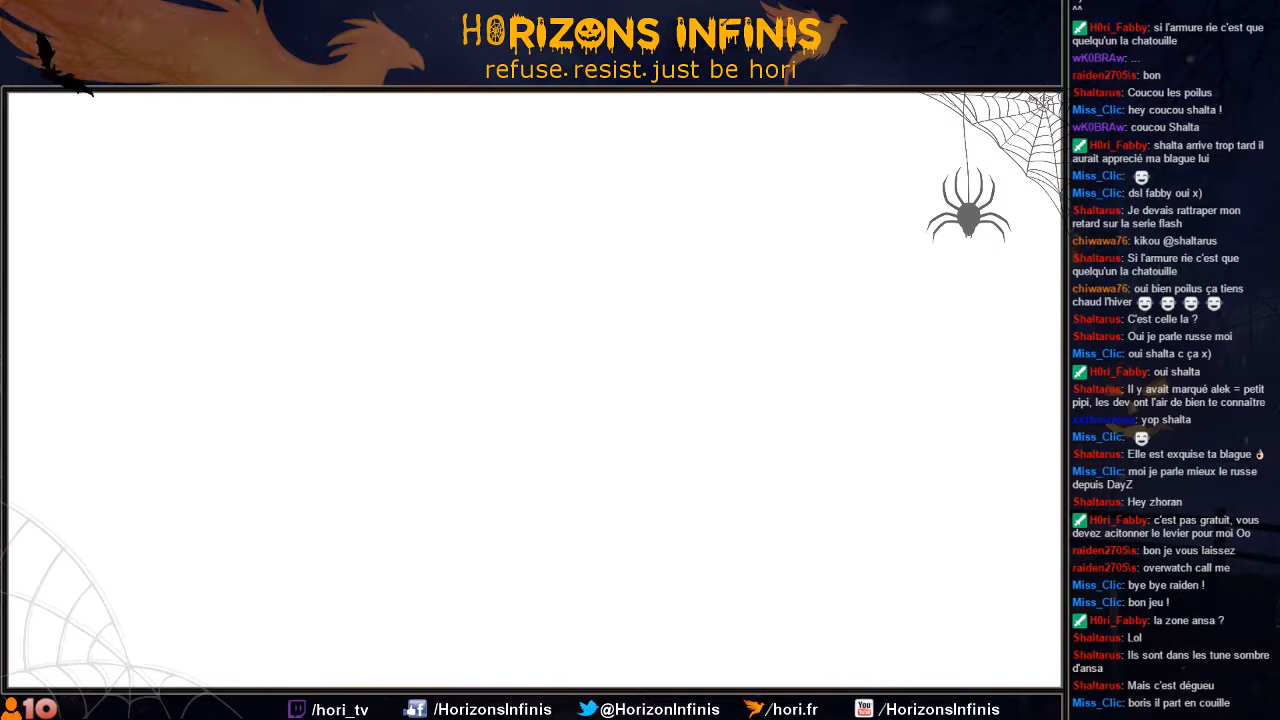 HORIZONS INFINIS
refuse. resist. just be hori
^^
H0ri_Fabby: si l'armure rie c'est que
quelqu'un la chatouille
wK0BRAw: ...
raiden2705\s: bon
Shaltarus: Coucou les poilus
Miss_Clic: hey coucou shalta !
wK0BRAw: coucou Shalta
H0ri_Fabby: shalta arrive trop tard il
aurait apprecié ma blague lui
Miss_Clic:
Miss_Clic: dsl fabby oui x)
Shaltarus: Je devais rattraper mon
retard sur la serie flash
chiwawa76: kikou @shaltarus
Shaltarus: Si l'armure rie c'est que
quelqu'un la chatouille
chiwawa76: oui bien poilus ça tiens
chaud l'hiver
Shaltarus: C'est celle la ?
Shaltarus: Oui je parle russe moi
Miss_Clic: oui shalta c ça x)
H0ri_Fabby: oui shalta
Shaltarus: Il y avait marqué alek = petit
pipi, les dev ont l'air de bien te connaître
: yop shalta
Miss_Clic:
Shaltarus: Elle est exquise ta blague 👌
Miss_Clic: moi je parle mieux le russe
depuis DayZ
Shaltarus: Hey zhoran
H0ri_Fabby: c'est pas gratuit, vous
devez acitonner le levier pour moi Oo
raiden2705\s: bon je vous laissez
raiden2705\s: overwatch call me
Miss_Clic: bye bye raiden !
Miss_Clic: bon jeu !
H0ri_Fabby: la zone ansa ?
Shaltarus: Lol
Shaltarus: Ils sont dans les tune sombre
d'ansa
Shaltarus: Mais c'est dégueu
Miss_Clic: boris il part en couille
10 /hori_tv /HorizonsInfinis @HorizonInfinis /hori.fr You Tube /HorizonsInfinis